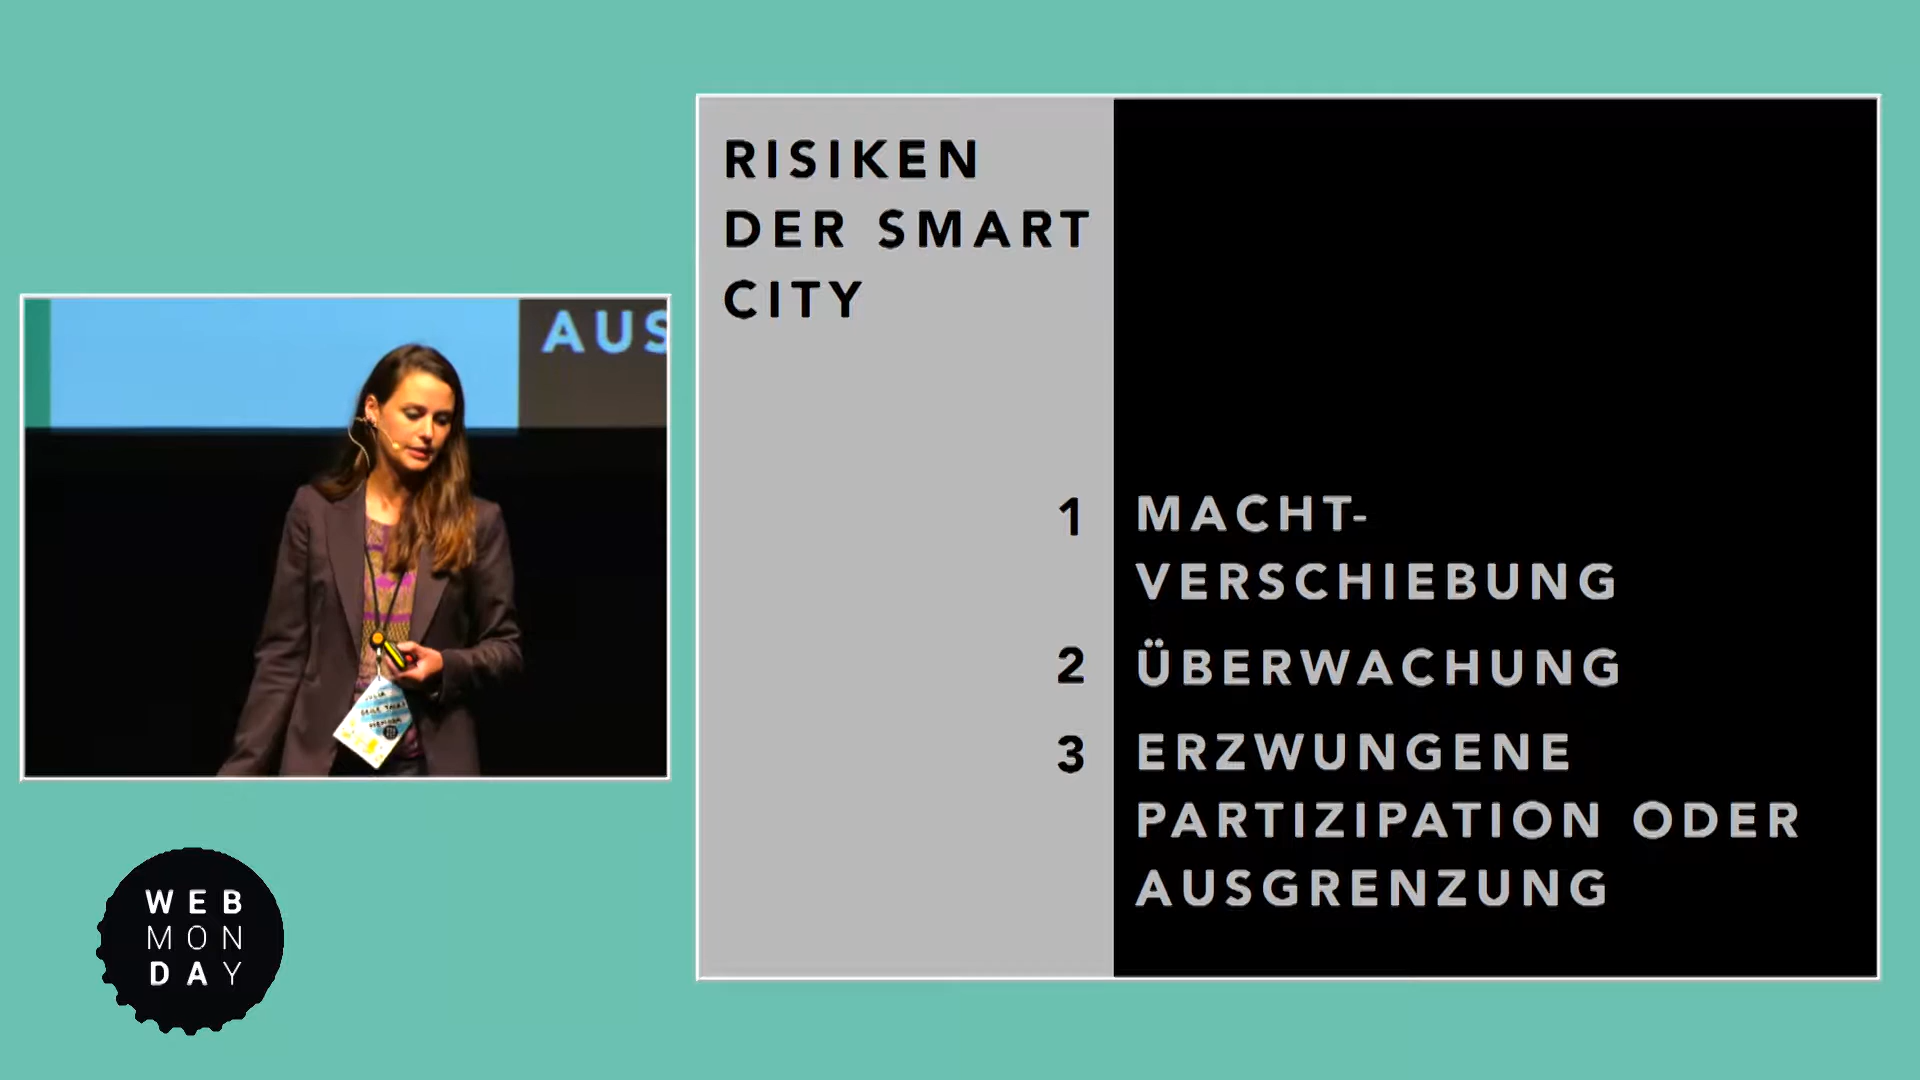 RISIKEN
DER SMART
CITY
1 MACHT-
VERSCHIEBUNG
2 ÜBERWACHUNG
3 ERZWUNGENE
PARTIZIPATION ODER
AUSGRENZUNG
AUS
WEB
MON
DAY